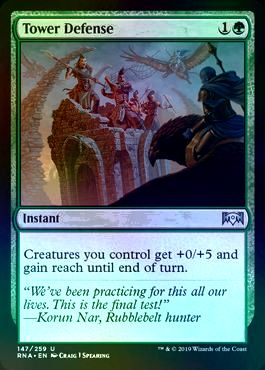 Tower Defense 1
Instant
Creatures you control get +0/+5 and
gain reach until end of turn.
“We’ve been practicing for this all our
lives. This is the final test!”
—Korun Nar, Rubblebelt hunter
147/259 U
RNA • EN Craig J Spearing
™ & © 2019 Wizards of the Coast